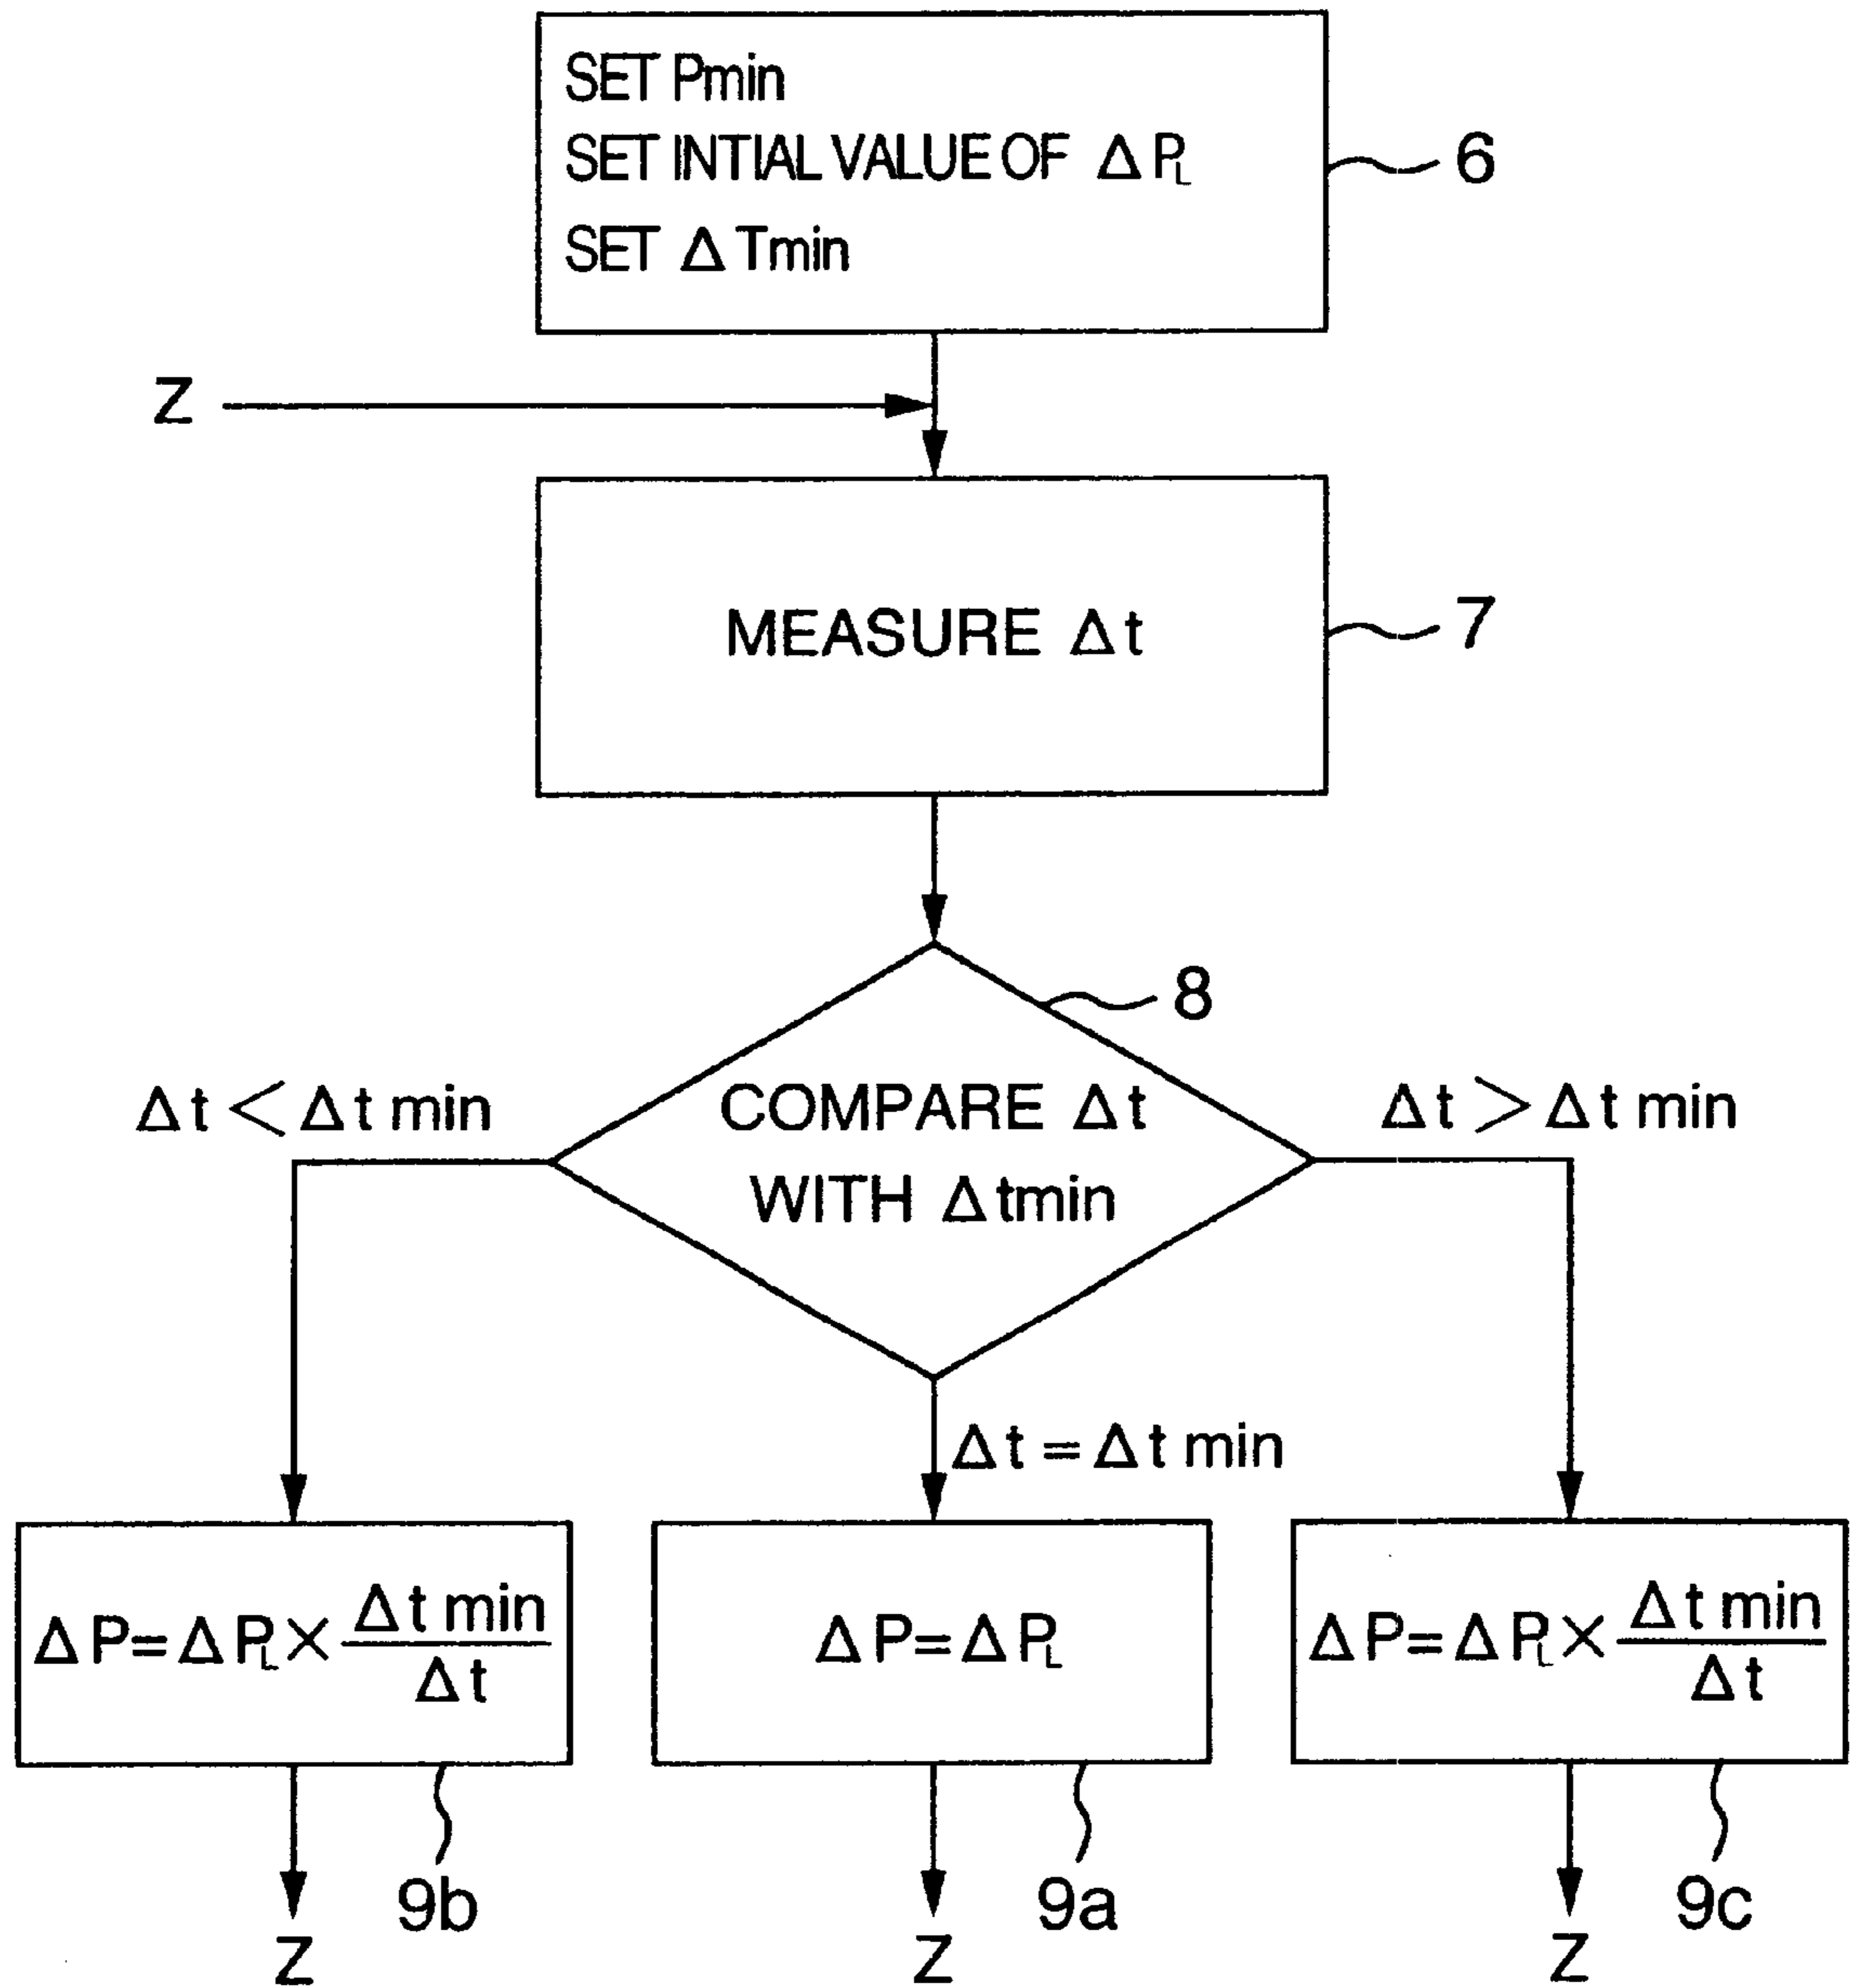 SET Pmin
SET INTIAL VALUE OF Δ PL
SET Δ Tmin
6
Z
MEASURE Δt
7
8
Δt < Δt min
COMPARE Δt
WITH Δtmin
Δt > Δt min
Δt = Δt min
ΔP=ΔPL×Δt min/Δt
ΔP=ΔPL
ΔP=ΔPL×Δt min/Δt
9b
9a
9c
Z
Z
Z